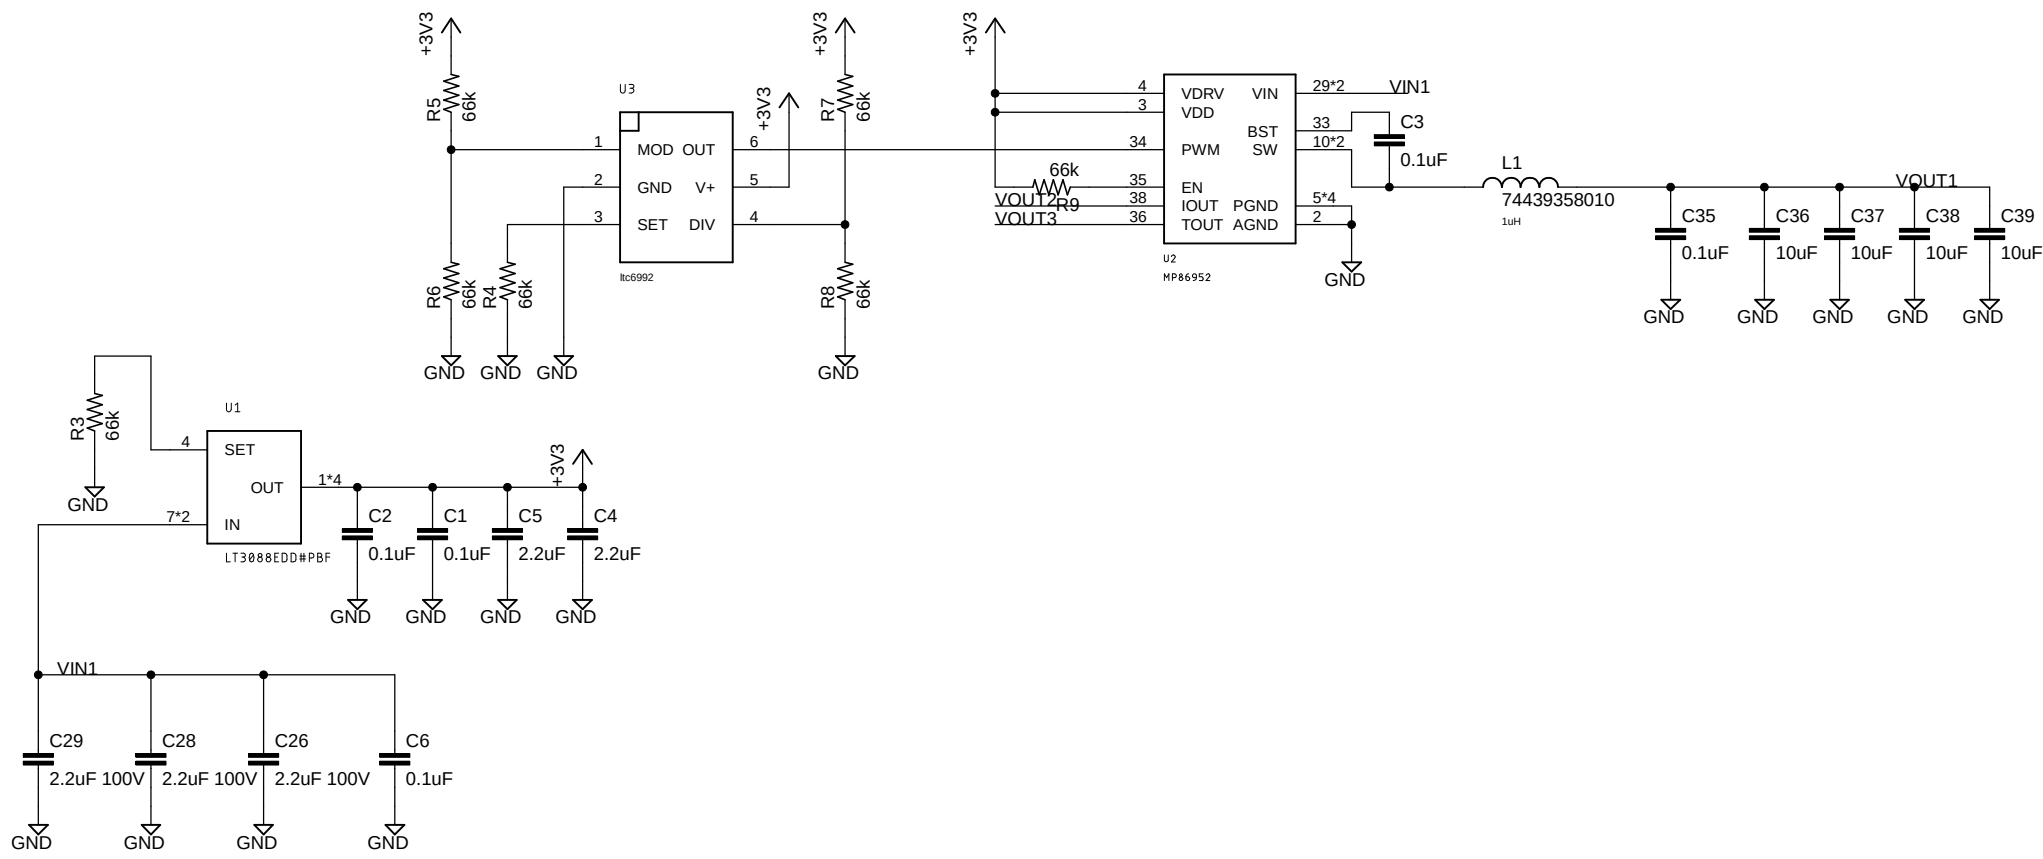 +3V3
R5
66k
R6
66k
GND
R4
66k
GND
GND
U3
1
MOD
OUT
6
2
GND
V+
5
3
SET
DIV
4
ltc6992
+3V3
+3V3
R7
66k
R8
66k
GND
+3V3
4
VDRV
VIN
29*2
VIN1
3
VDD
BST
33
34
PWM
SW
10*2
66k
R9
35
EN
VOUT2
38
IOUT
PGND
5*4
VOUT3
36
TOUT
AGND
2
U2
MP86952
GND
C3
0.1uF
L1
74439358010
1uH
VOUT1
C35
0.1uF
GND
C36
10uF
GND
C37
10uF
GND
C38
10uF
GND
C39
10uF
GND
R3
66k
GND
U1
4
SET
OUT
1*4
7*2
IN
LT3088EDD#PBF
+3V3
C2
0.1uF
GND
C1
0.1uF
GND
C5
2.2uF
GND
C4
2.2uF
GND
VIN1
C29
2.2uF 100V
GND
C28
2.2uF 100V
GND
C26
2.2uF 100V
GND
C6
0.1uF
GND